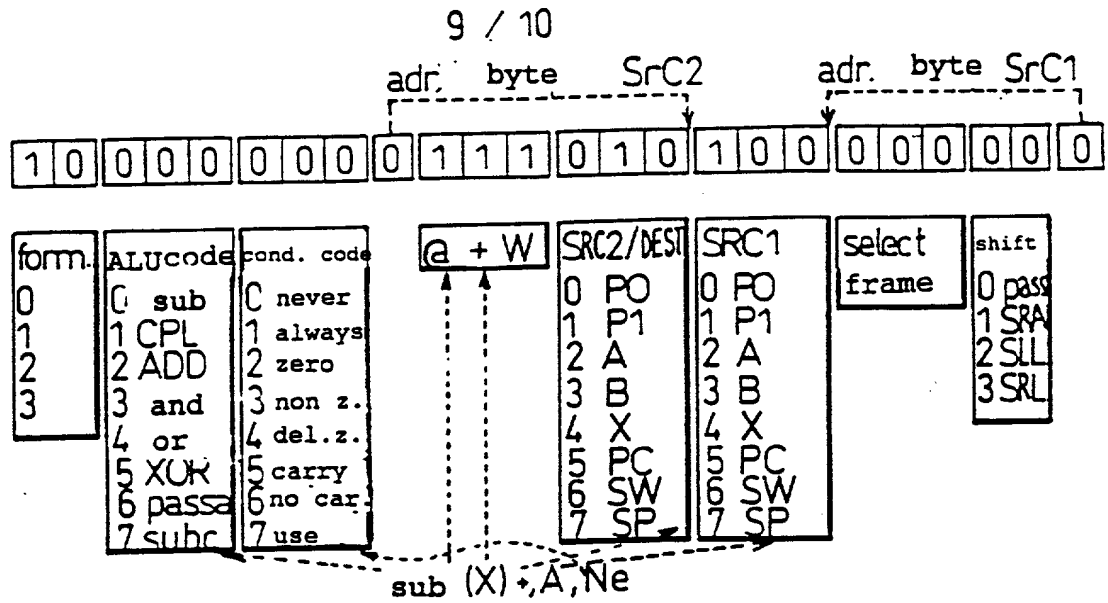 9 / 10
adr. byte SrC2 adr. byte SrC1
1 0 0 0 0 0 0 0 0 1 1 1 0 1 0 1 0 0 0 0 0 0 0 0
form. ALUcode cond. code @ + W SRC2/DEST SRC1 select frame shift
0 0 sub 0 never 0 P0 0 P0 0 pass
1 1 CPL 1 always 1 P1 1 P1 1 SRA
2 2 ADD 2 zero 2 A 2 A 2 SLL
3 3 and 3 non z. 3 B 3 B 3 SRL
4 or 4 del.z. 4 X 4 X
5 XOR 5 carry 5 PC 5 PC
6 passa 6 no car. 6 SW 6 SW
7 subc 7 use 7 SP 7 SP
sub (X)+,A,Ne